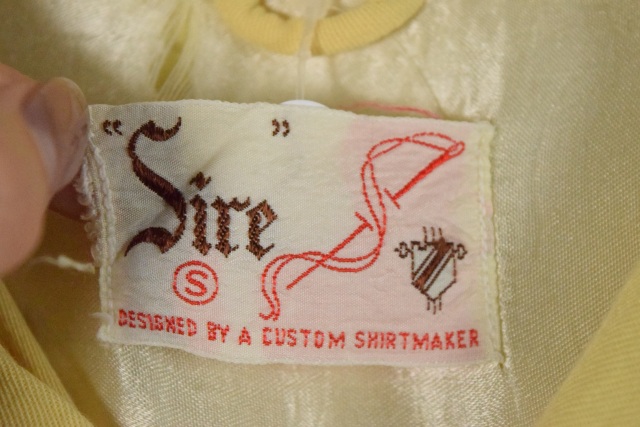 "Sire"
S
DESIGNED BY A CUSTOM SHIRTMAKER